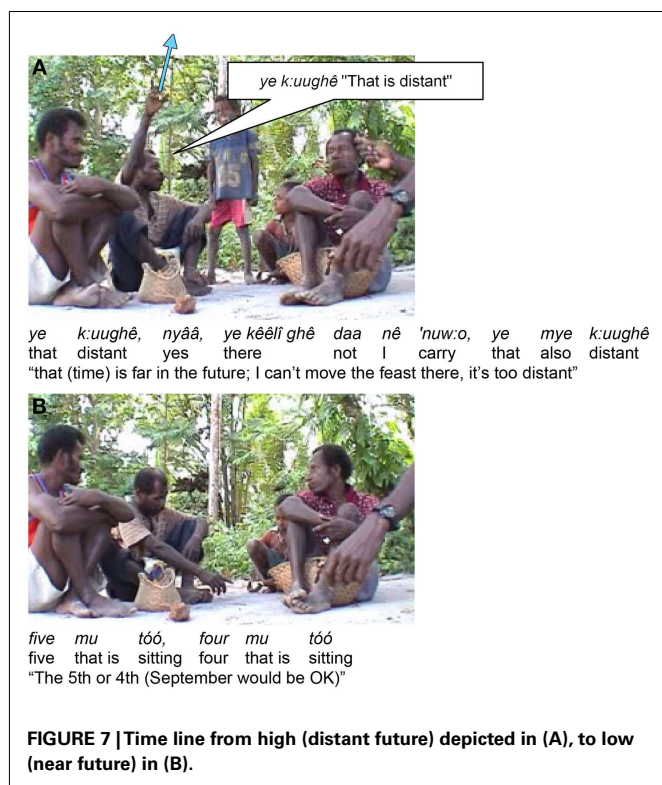 A
ye k:uughê "That is distant"
ye k:uughê, nyââ, ye kêêlî ghê daa nê 'nuw:o, ye mye k:uughê
that distant yes there not I carry that also distant
“that (time) is far in the future; I can’t move the feast there, it’s too distant”
B
five mu tóó, four mu tóó
five that is sitting four that is sitting
“The 5th or 4th (September would be OK)”
FIGURE 7 | Time line from high (distant future) depicted in (A), to low
(near future) in (B).